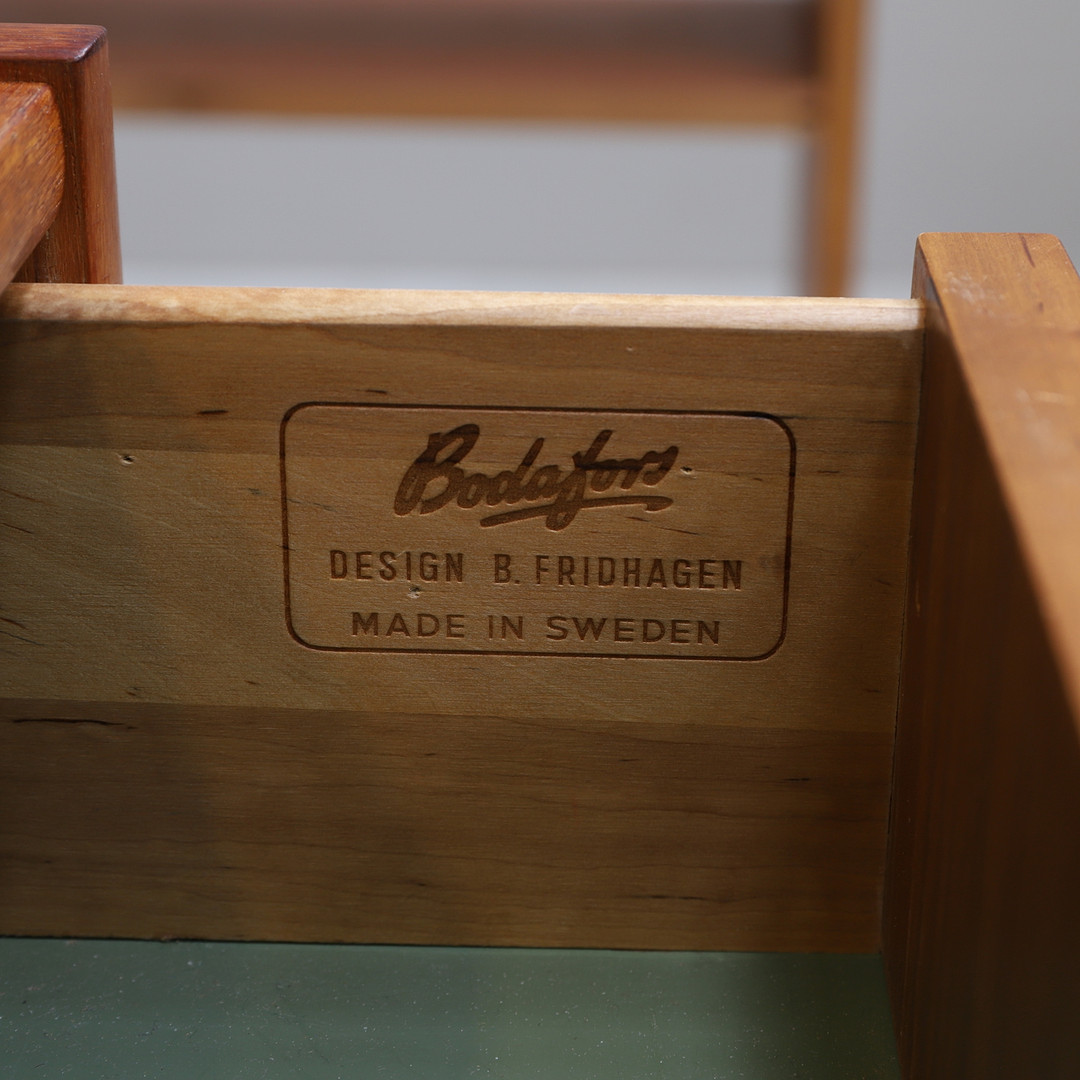 Bodafors
DESIGN B. FRIDHAGEN
MADE IN SWEDEN